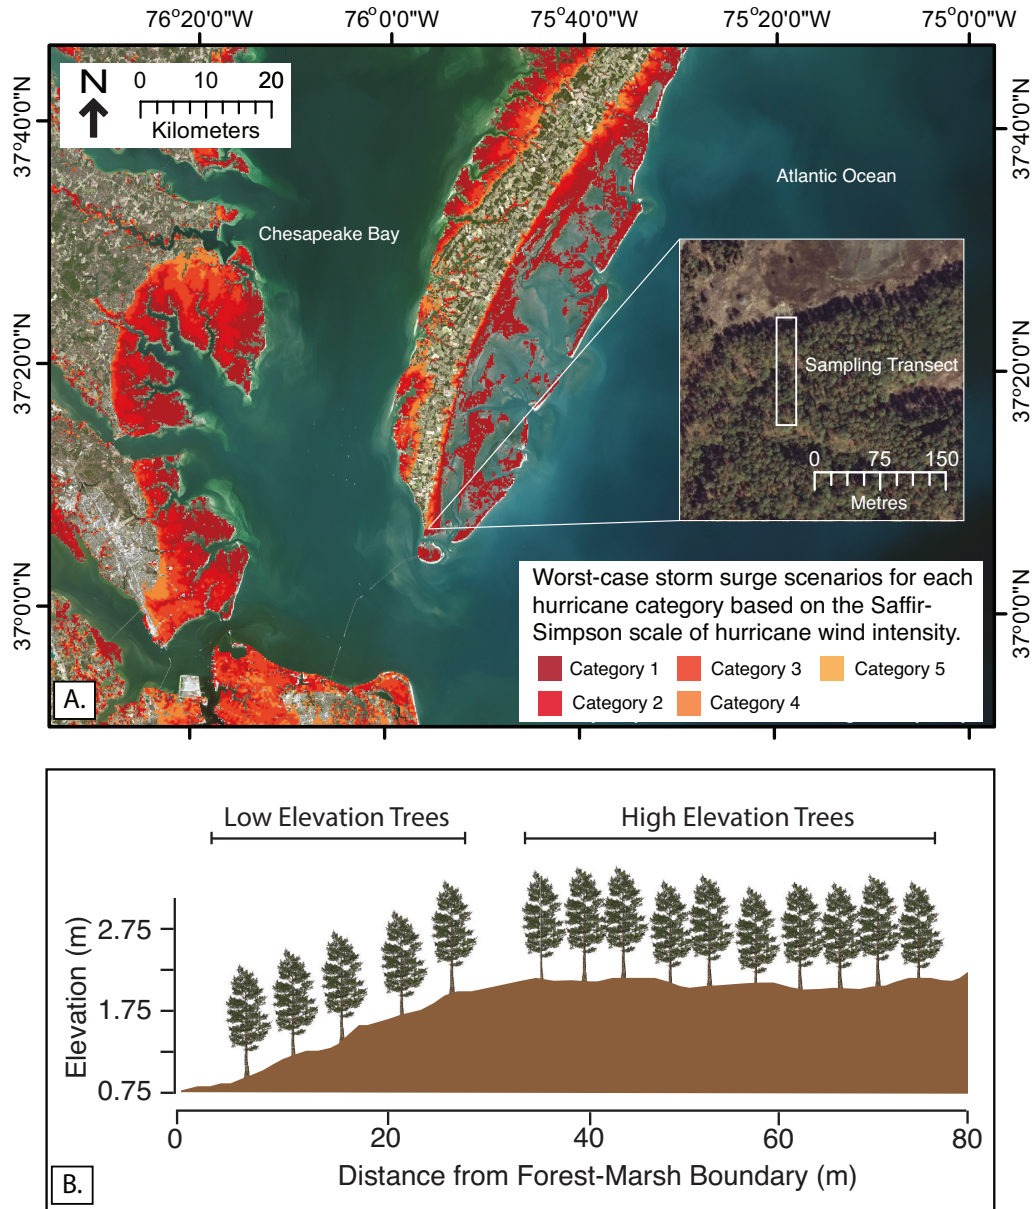 76°20'0"W 76°0'0"W 75°40'0"W 75°20'0"W 75°0'0"W
N
0 10 20
Kilometers
37°40'0"N
37°40'0"N
Atlantic Ocean
Chesapeake Bay
37°20'0"N
37°20'0"N
Sampling Transect
0 75 150
Metres
37°0'0"N
37°0'0"N
Worst-case storm surge scenarios for each
hurricane category based on the Saffir-
Simpson scale of hurricane wind intensity.
Category 1 Category 3 Category 5
Category 2 Category 4
A.
Low Elevation Trees High Elevation Trees
Elevation (m)
2.75
1.75
0.75
0 20 40 60 80
Distance from Forest-Marsh Boundary (m)
B.